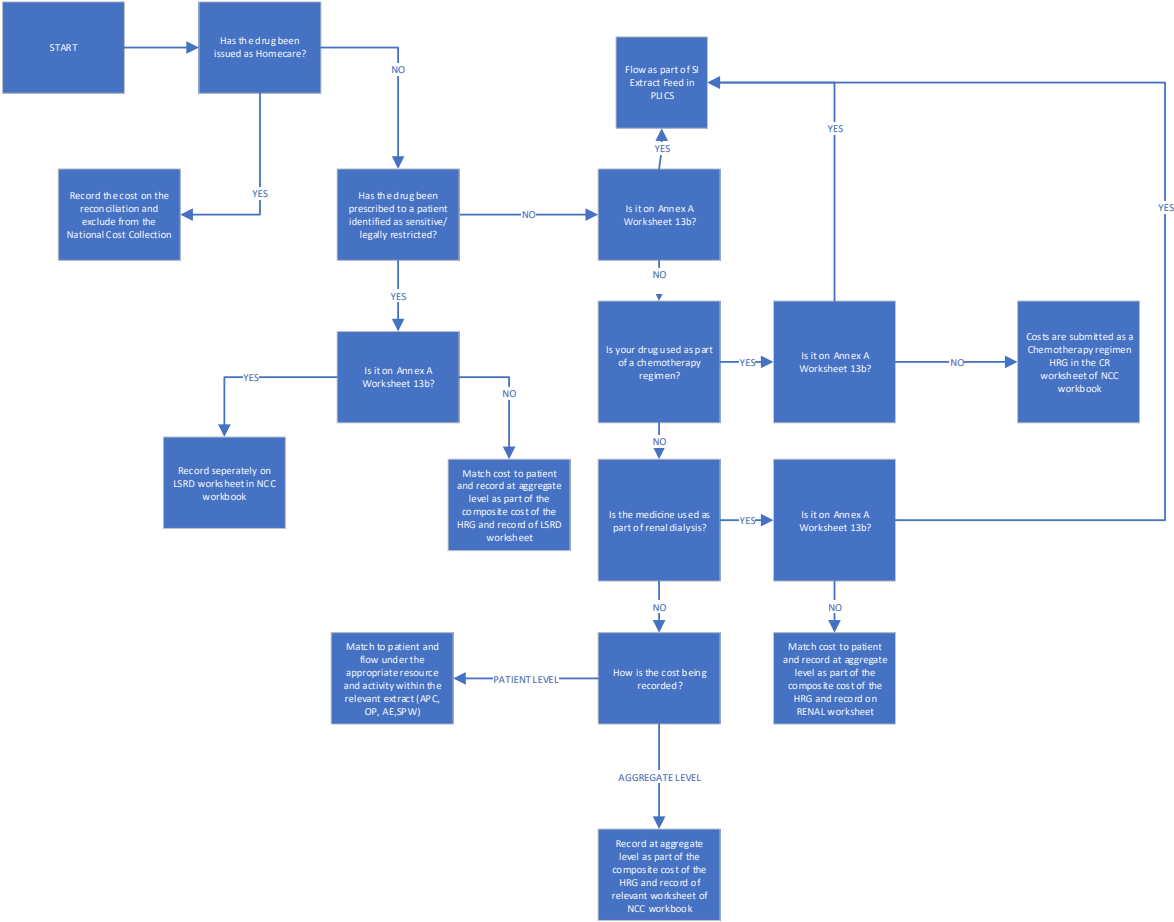 START
Has the drug been
issued as Homecare?
NO
YES
Record the cost on the
reconciliation and
exclude from the
National Cost Collection
Has the drug been
prescribed to a patient
identified as sensitive/
legally restricted?
NO
YES
Is it on Annex A
Worksheet 13b?
YES
Record seperately on
LSRD worksheet in NCC
workbook
NO
Match cost to patient
and record at aggregate
level as part of the
composite cost of the
HRG and record of LSRD
worksheet
Flow as part of SI
Extract Feed in
PLICS
YES
Is it on Annex A
Worksheet 13b?
NO
Is your drug used as part
of a chemotherapy
regimen?
YES
Is it on Annex A
Worksheet 13b?
YES
NO
Costs are submitted as a
Chemotherapy regimen
HRG in the CR
worksheet of NCC
workbook
NO
Is the medicine used as
part of renal dialysis?
YES
Is it on Annex A
Worksheet 13b?
YES
NO
Match cost to patient
and record at aggregate
level as part of the
composite cost of the
HRG and record on
RENAL worksheet
NO
How is the cost being
recorded?
PATIENT LEVEL
Match to patient and
flow under the
appropriate resource
and activity within the
relevant extract (APC,
OP, AE,SPW)
AGGREGATE LEVEL
Record at aggregate
level as part of the
composite cost of the
HRG and record of
relevant worksheet of
NCC workbook